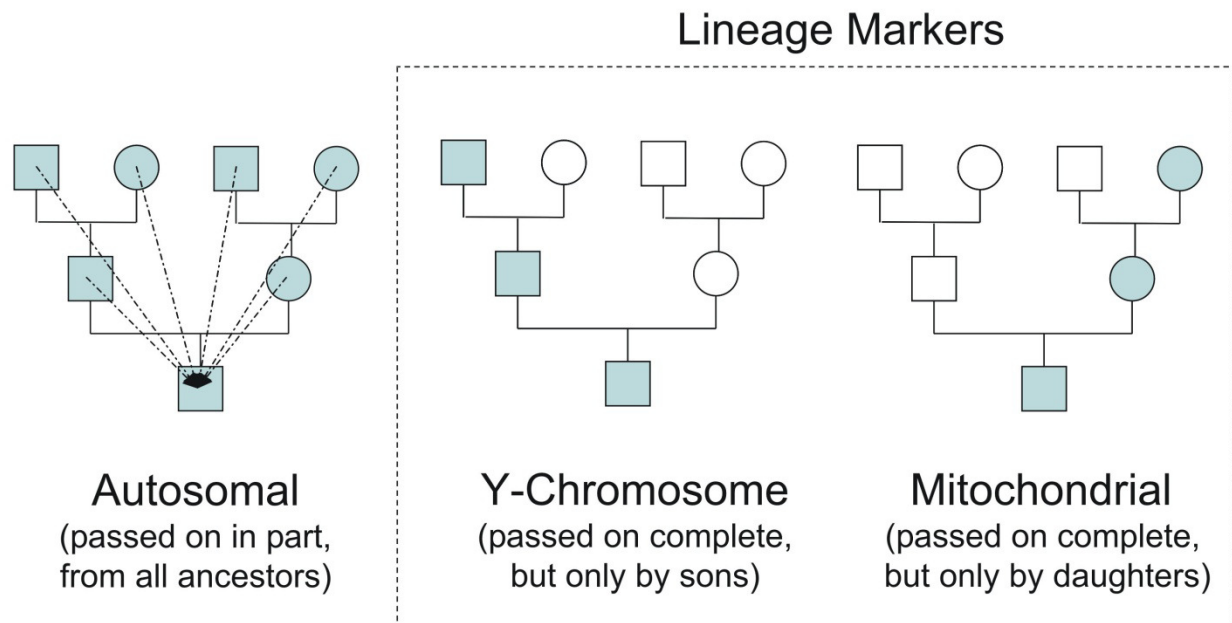 Lineage Markers
Autosomal
(passed on in part,
from all ancestors)
Y-Chromosome
(passed on complete,
but only by sons)
Mitochondrial
(passed on complete,
but only by daughters)